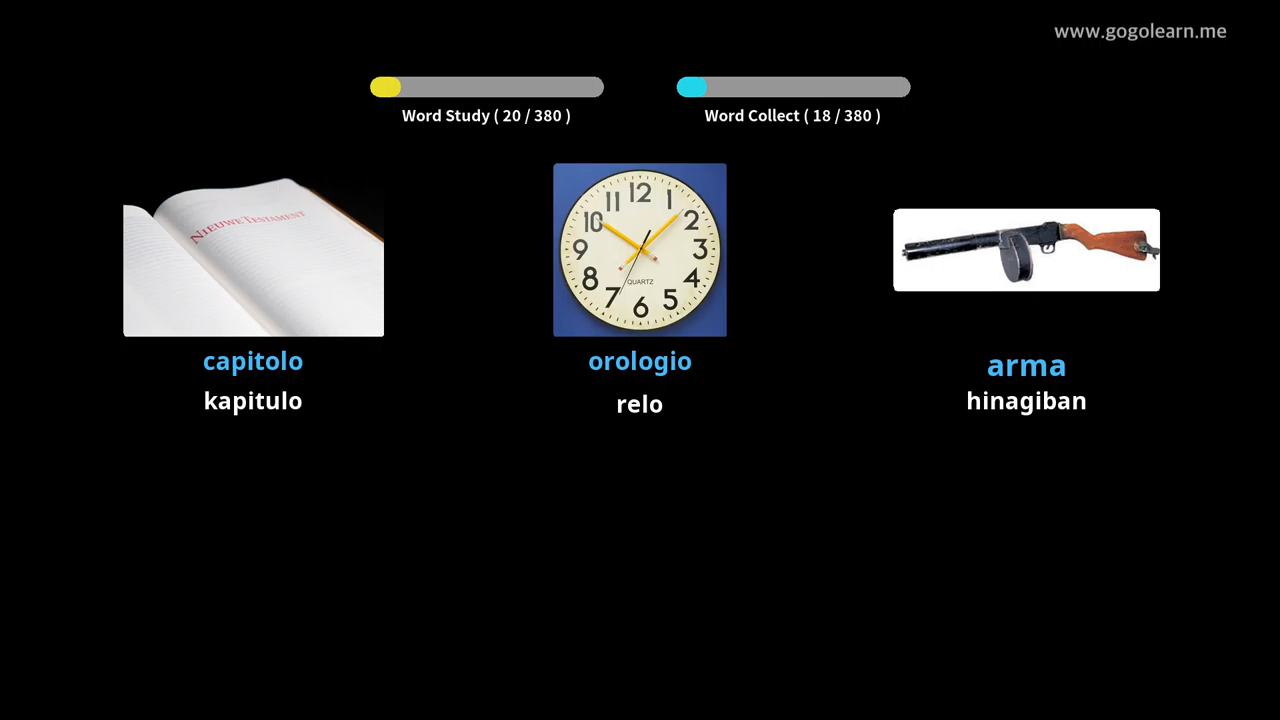 www.gogolearn.me
Word Study ( 20 / 380 )
Word Collect ( 18 / 380 )
NIEUWE TESTAMENT
12
1
2
3
4
5
6
7
8
9
10
11
QUARTZ
capitolo
orologio
arma
kapitulo
relo
hinagiban